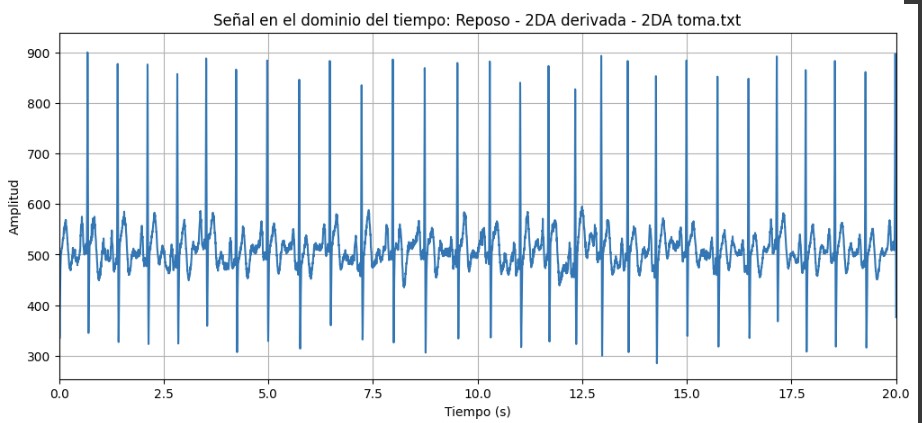 Señal en el dominio del tiempo: Reposo - 2DA derivada - 2DA toma.txt
900
800
700
600
500
400
300
Amplitud
0.0 2.5 5.0 7.5 10.0 12.5 15.0 17.5 20.0
Tiempo (s)